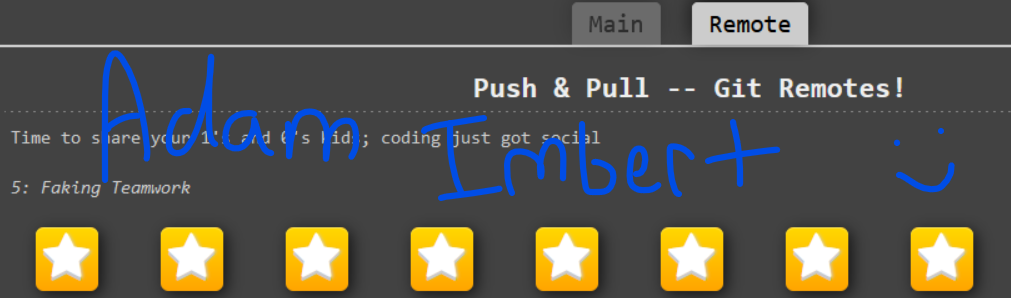 Main Remote
Push & Pull -- Git Remotes!
Time to share your 1's and 0's kids; coding just got social
Adam Imbert :)
5: Faking Teamwork